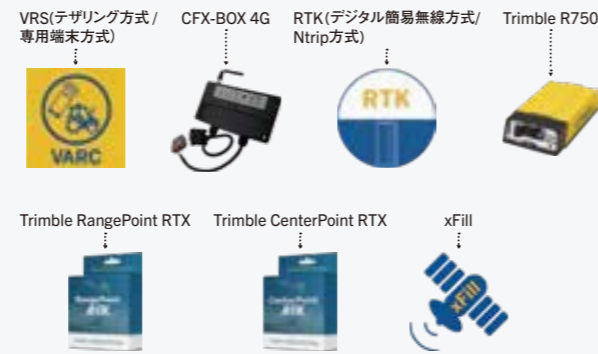 VRS(テザリング方式/
専用端末方式)
CFX-BOX 4G
RTK(デジタル簡易無線方式/
Ntrip方式)
Trimble R750
VARC
RTK
Trimble RangePoint RTX
Trimble CenterPoint RTX
xFill
RangePoint
RTX
CenterPoint
RTX
xFill